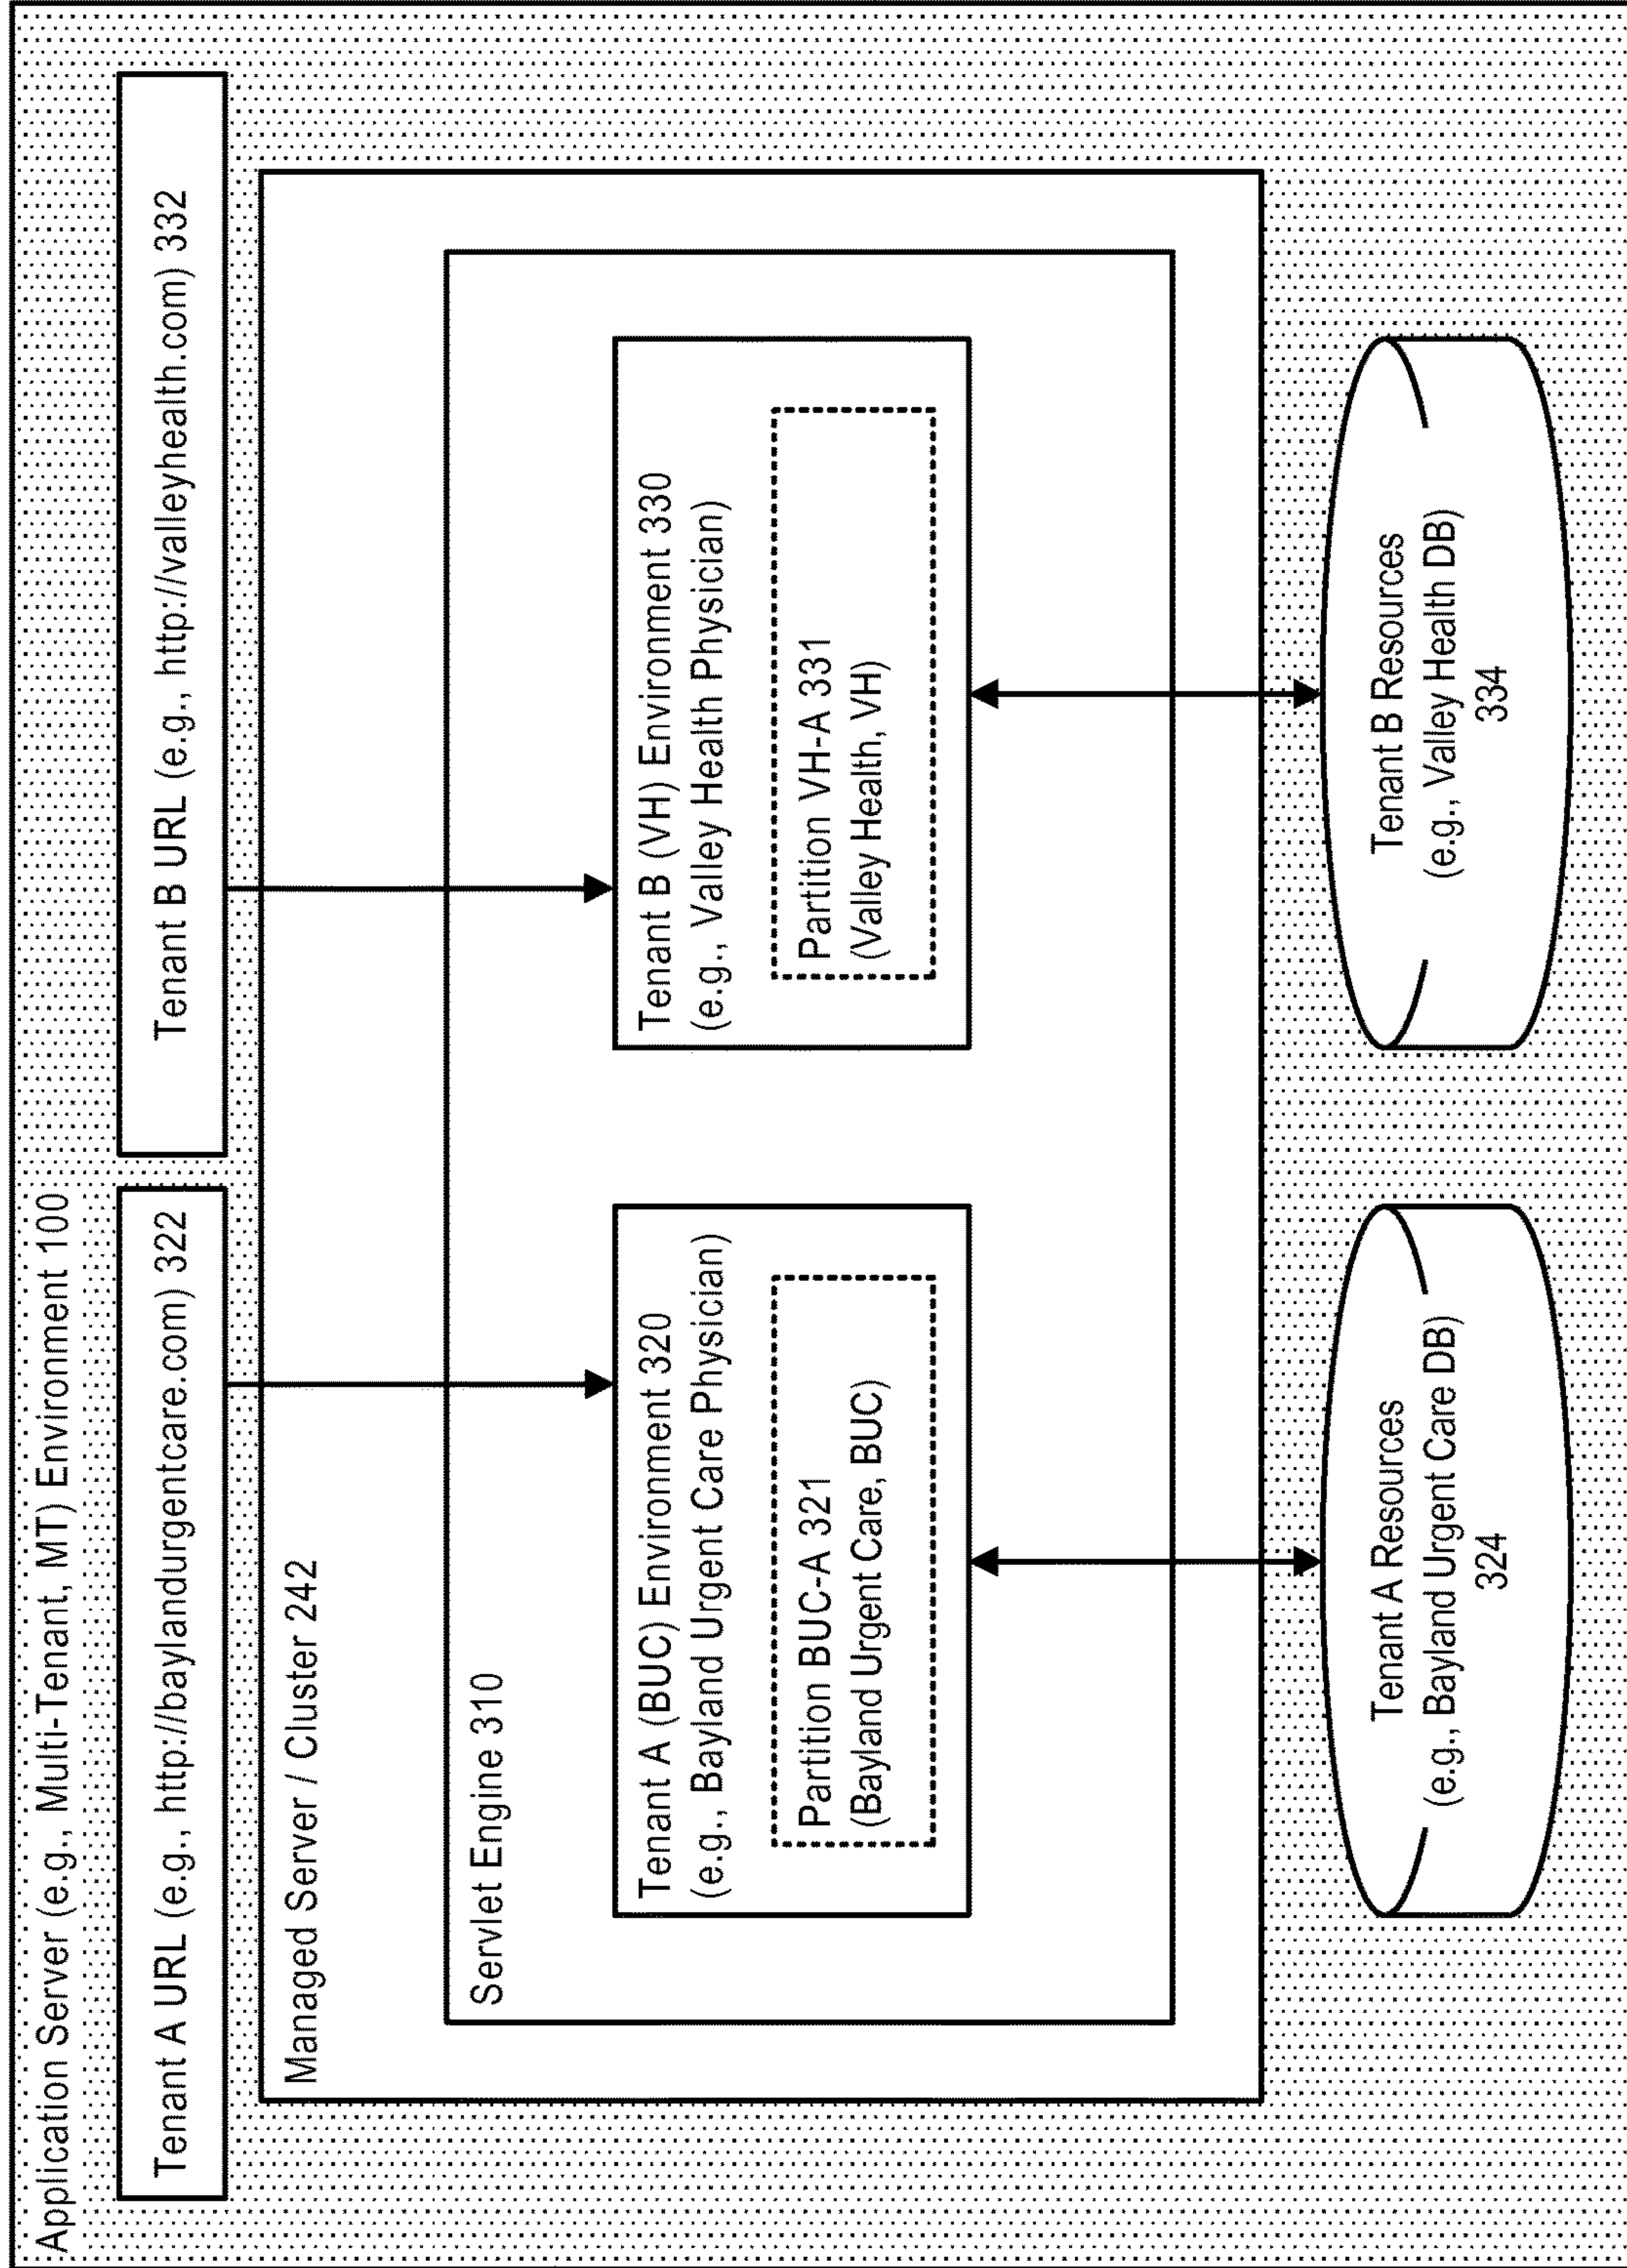 Application Server (e.g., Multi-Tenant, MT) Environment 100
Tenant A URL (e.g., http://baylandurgentcare.com) 322
Tenant B URL (e.g., http://valleyhealth.com) 332
Managed Server / Cluster 242
Servlet Engine 310
Tenant A (BUC) Environment 320
(e.g., Bayland Urgent Care Physician)
Partition BUC-A 321
(Bayland Urgent Care, BUC)
Tenant B (VH) Environment 330
(e.g., Valley Health Physician)
Partition VH-A 331
(Valley Health, VH)
Tenant A Resources
(e.g., Bayland Urgent Care DB)
324
Tenant B Resources
(e.g., Valley Health DB)
334